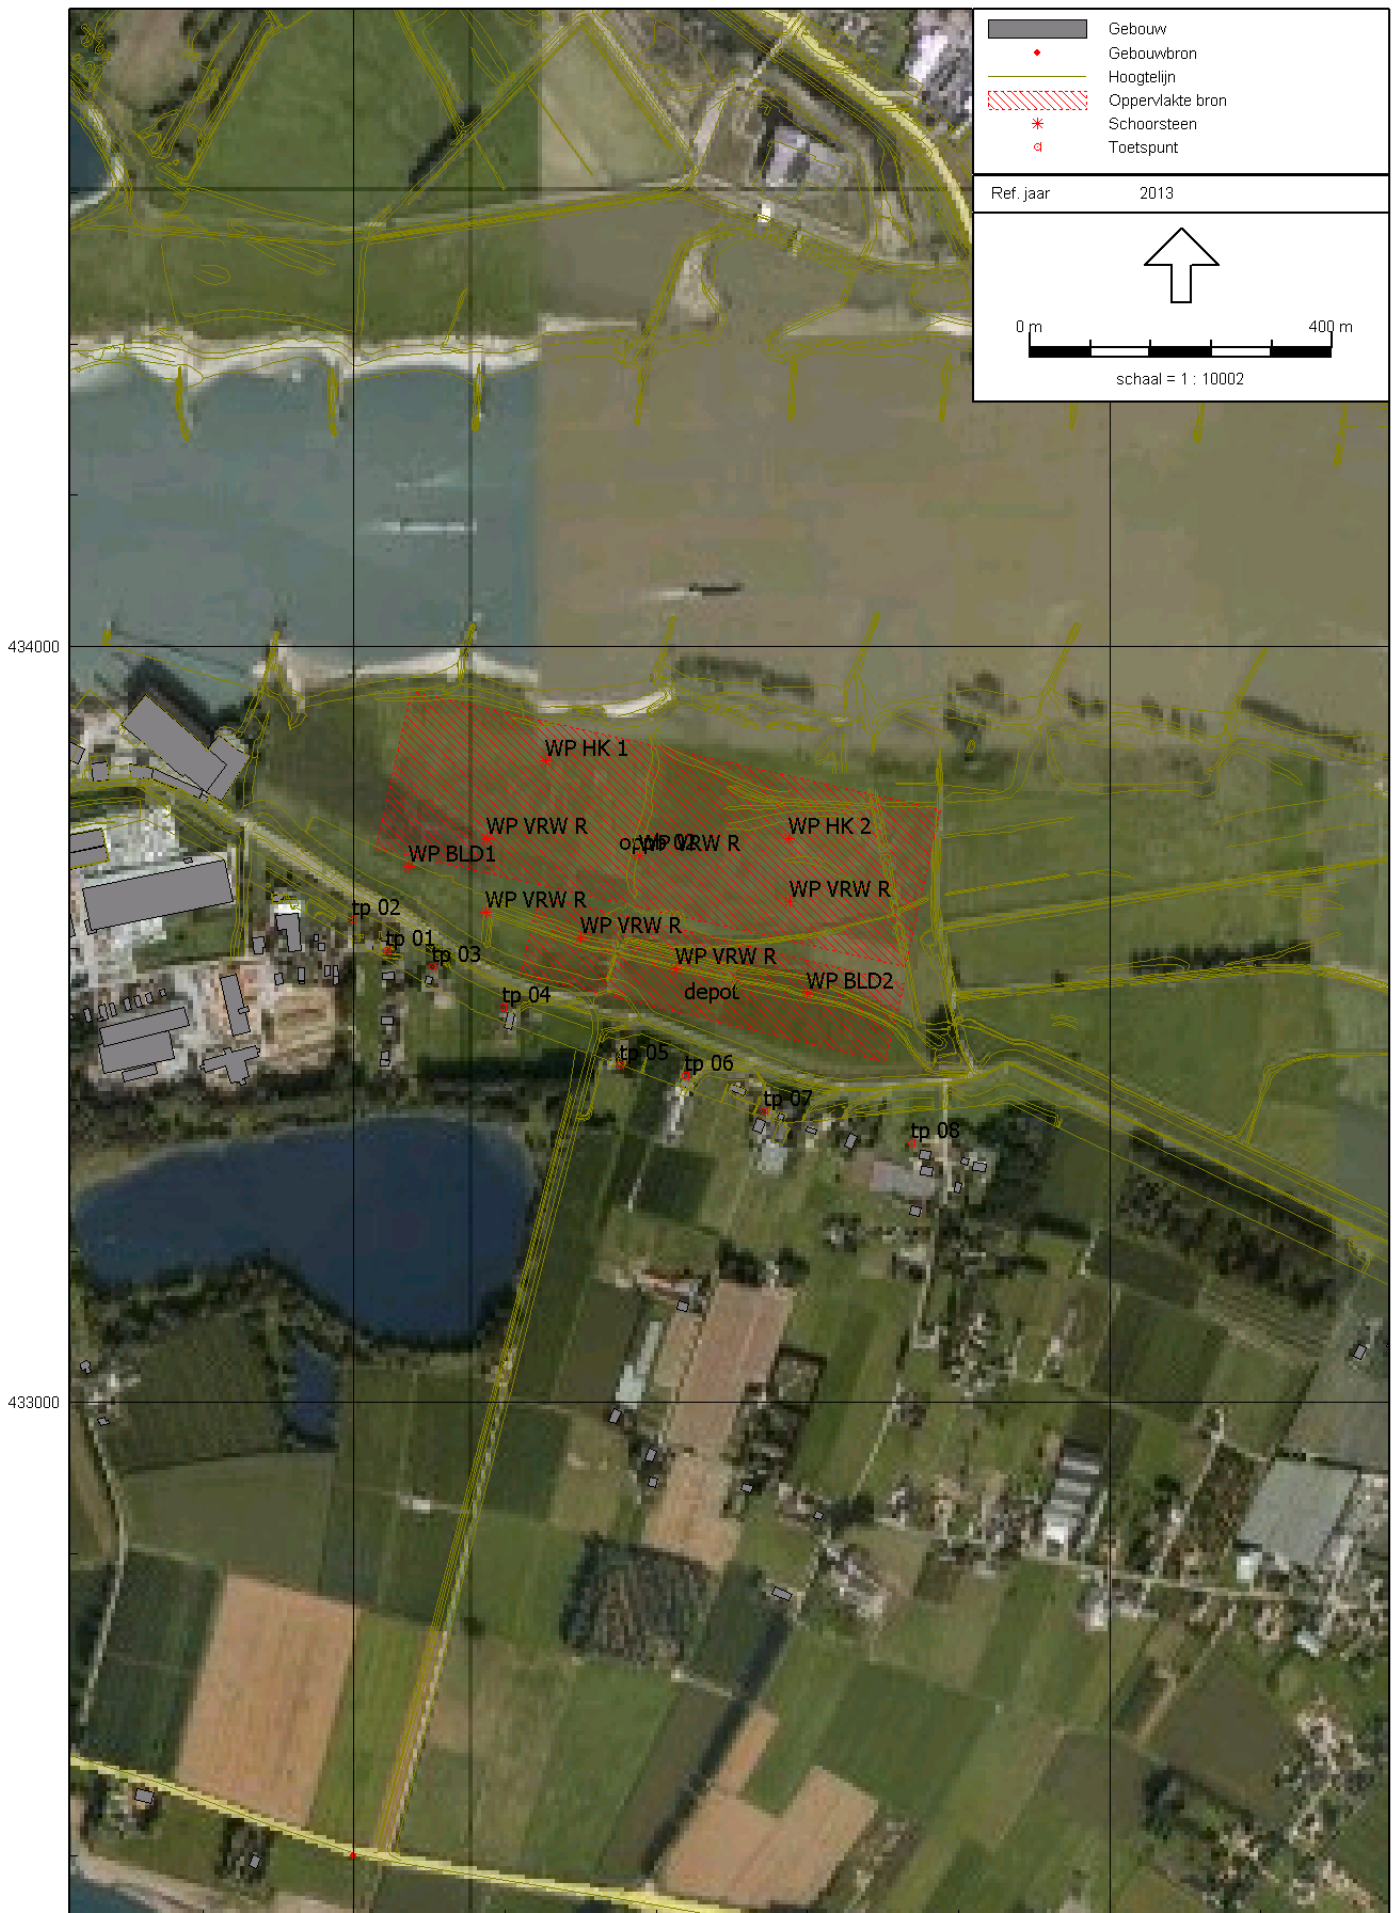 Gebouw
Gebouwbron
Hoogtelijn
Oppervlakte bron
Schoorsteen
Toetspunt
Ref. jaar 2013
0 m 400 m
schaal = 1 : 10002
434000
WP HK 1
WP VRW R
WP HK 2
WP VRW R
WP BLD1
WP VRW R
WP VRW R
tp 02
WP VRW R
tp 01
tp 03
WP VRW R
WP BLD2
depot
tp 04
tp 05
tp 06
tp 07
tp 08
433000